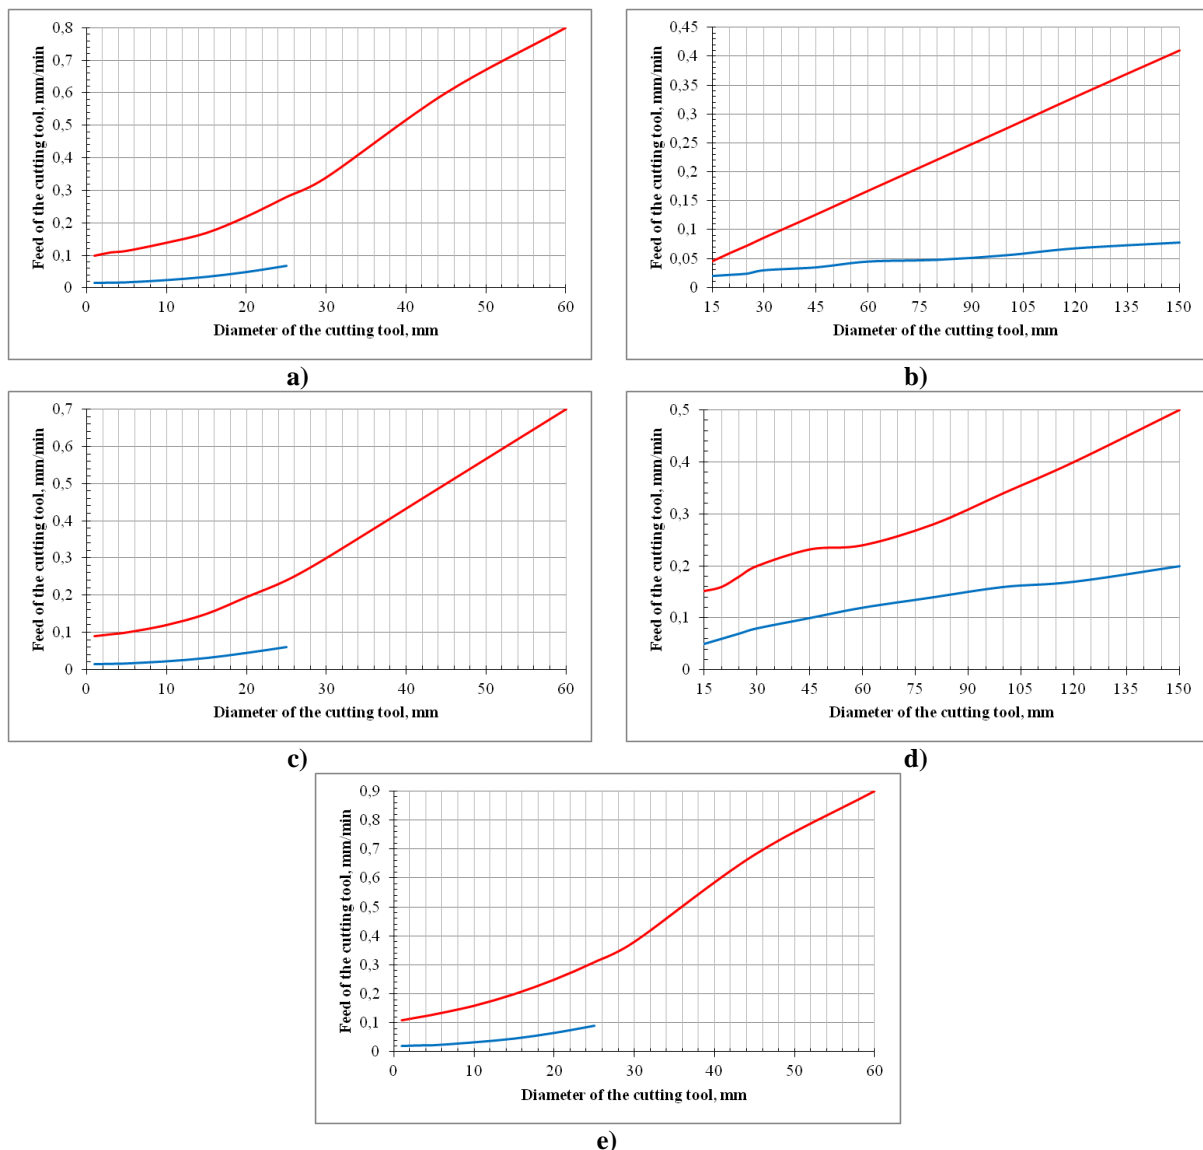 Feed of the cutting tool, mm/min
0,8
0,7
0,6
0,5
0,4
0,3
0,2
0,1
0
0 10 20 30 40 50 60
Diameter of the cutting tool, mm
a)
Feed of the cutting tool, mm/min
0,45
0,4
0,35
0,3
0,25
0,2
0,15
0,1
0,05
0
15 30 45 60 75 90 105 120 135 150
Diameter of the cutting tool, mm
b)
Feed of the cutting tool, mm/min
0,7
0,6
0,5
0,4
0,3
0,2
0,1
0
0 10 20 30 40 50 60
Diameter of the cutting tool, mm
c)
Feed of the cutting tool, mm/min
0,5
0,4
0,3
0,2
0,1
0
15 30 45 60 75 90 105 120 135 150
Diameter of the cutting tool, mm
d)
Feed of the cutting tool, mm/min
0,9
0,8
0,7
0,6
0,5
0,4
0,3
0,2
0,1
0
0 10 20 30 40 50 60
Diameter of the cutting tool, mm
e)